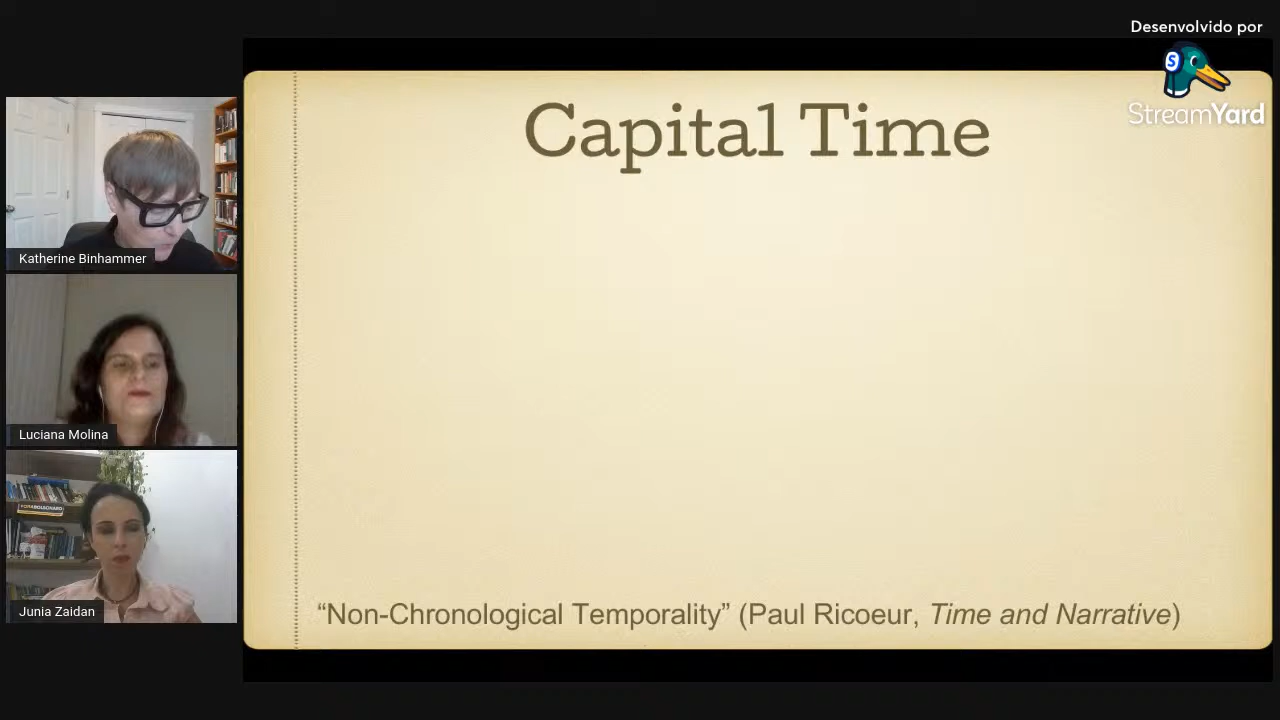 Desenvolvido por
StreamYard
Capital Time
Katherine Binhammer
Luciana Molina
Junia Zaidan
“Non-Chronological Temporality” (Paul Ricoeur, Time and Narrative)